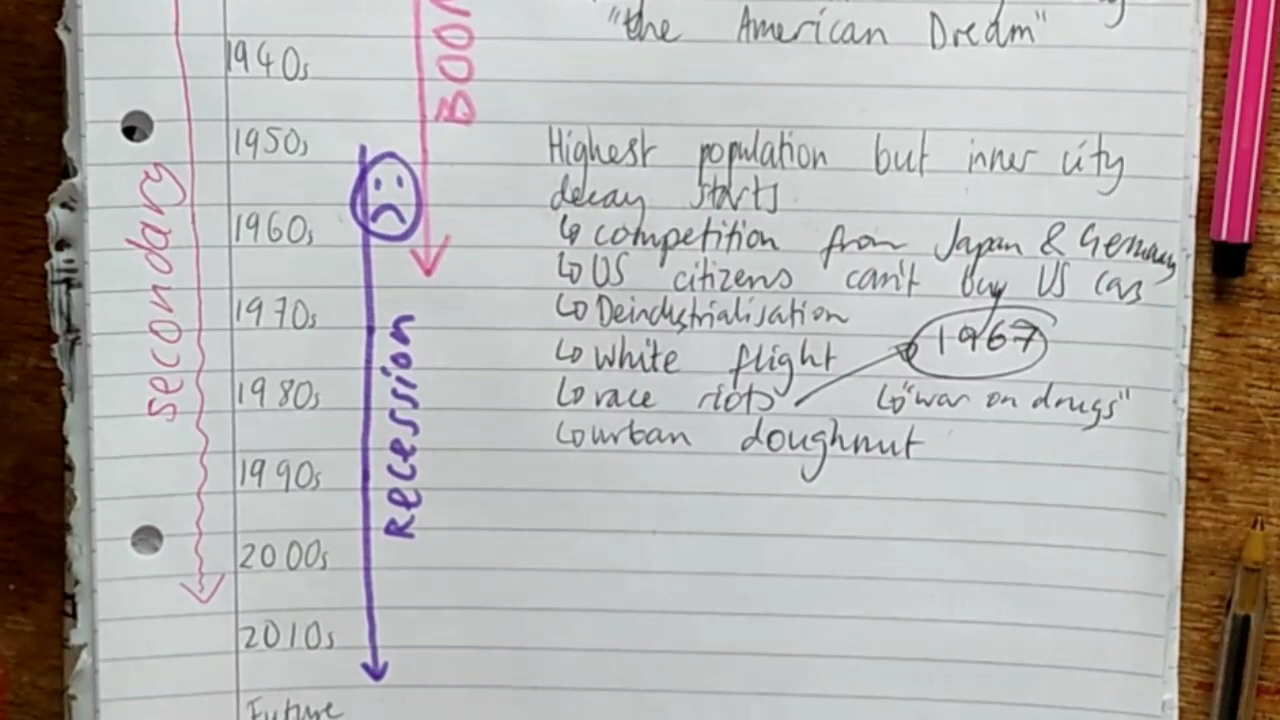 "the American Dream"
1940s
BOOM
1950s
Highest population but inner city
decay starts
secondary
1960s
↳ competition from Japan & Germany
↳ US citizens can't buy US cars
1970s
↳ Deindustrialisation
1967
↳ white flight
1980s
↳ race riots
↳ "war on drugs"
↳ urban doughnut
Recession
1990s
2000s
2010s
Future